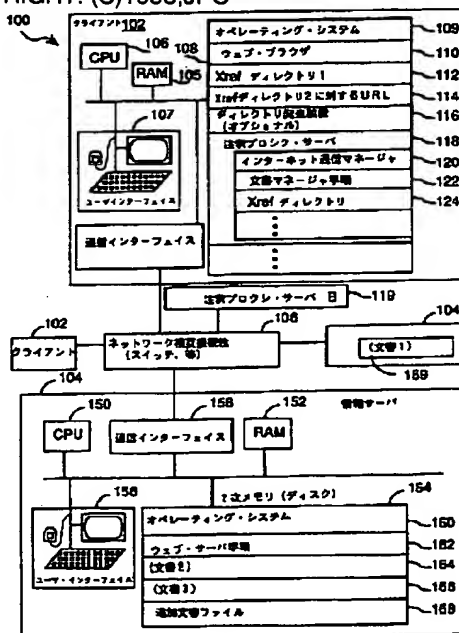 COPYRIGHT: (C)1998,JPO
100
クライアント 102
106
CPU
RAM
105
108
107
ユーザインターフェイス
通信インターフェイス
オペレーティング・システム
109
ウェブ・ブラウザ
110
Xref ディレクトリ1
112
Xrefディレクトリ2に対するURL
114
ディレクトリ発生装置
(オプショナル)
116
注釈プロクシ・サーバ
118
インターネット通信マネージャ
120
文書マネージャ手順
122
Xref ディレクトリ
124
注釈プロクシ・サーバ B
119
102
クライアント
ネットワーク相互接続
(スイッチ、等)
106
104
(文書1)
169
104
情報サーバ
150
CPU
158
通信インターフェイス
152
RAM
156
ユーザ・インターフェイス
2次メモリ (ディスク)
154
オペレーティング・システム
160
ウェブ・サーバ手順
162
(文書2)
164
(文書3)
166
追加文書ファイル
168